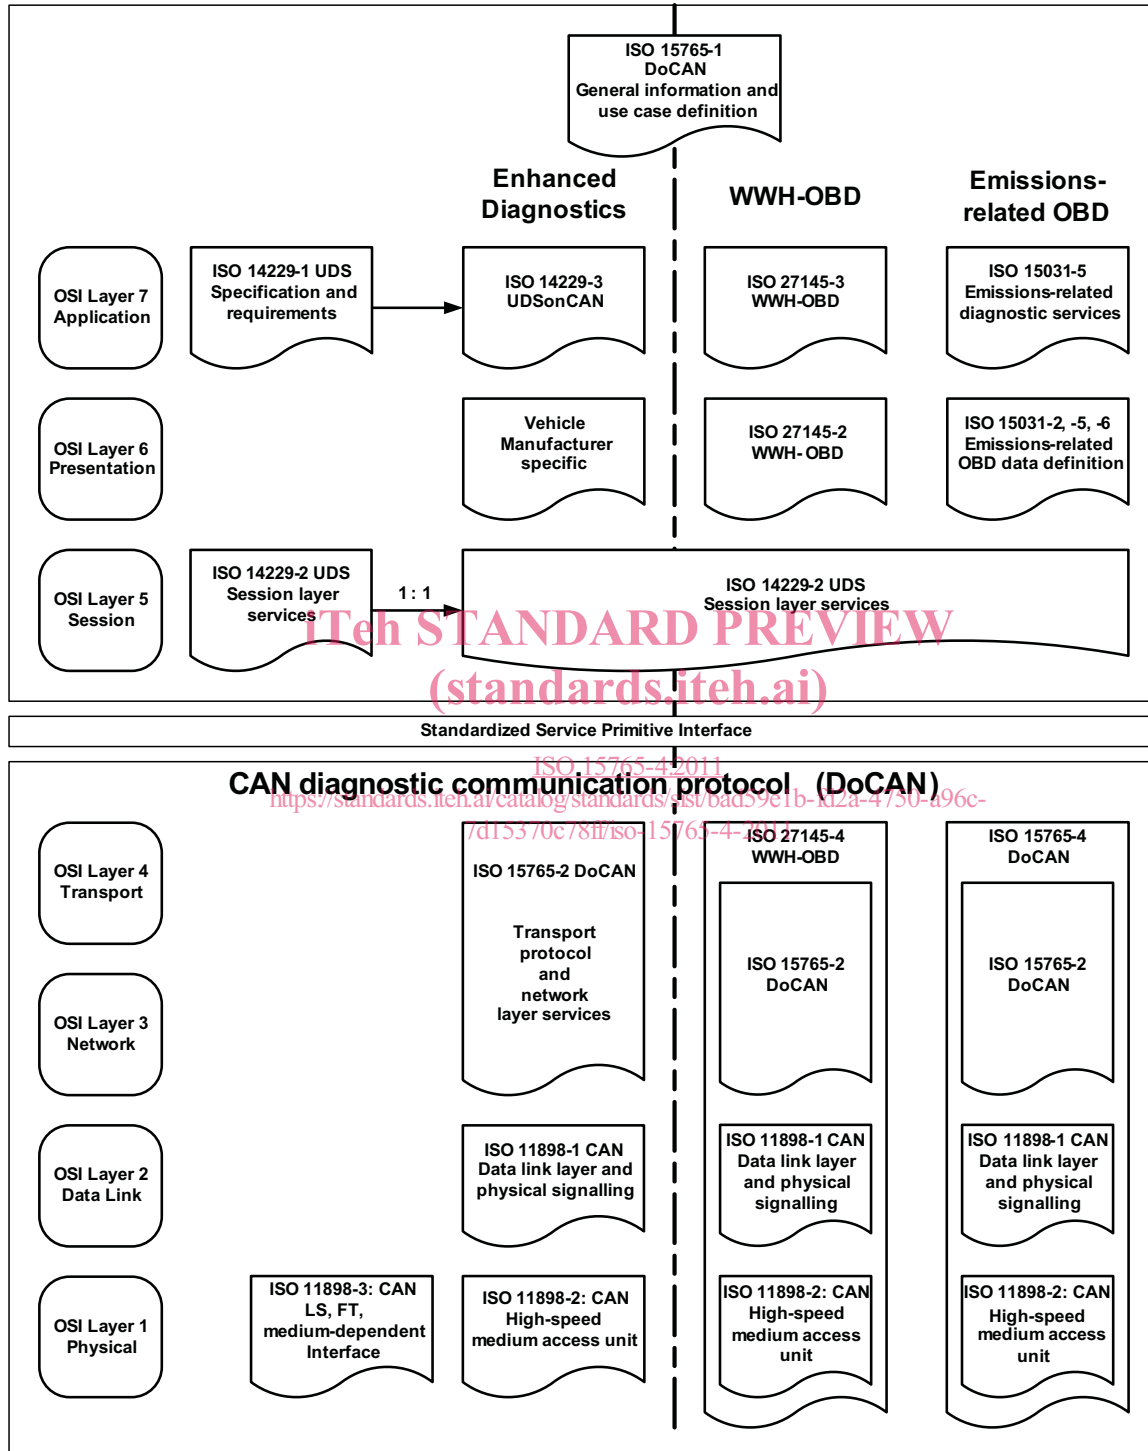 ISO 15765-1
DoCAN
General information and
use case definition
Enhanced
Diagnostics
WWH-OBD
Emissions-
related OBD
OSI Layer 7
Application
ISO 14229-1 UDS
Specification and
requirements
ISO 14229-3
UDSonCAN
ISO 27145-3
WWH-OBD
ISO 15031-5
Emissions-related
diagnostic services
OSI Layer 6
Presentation
Vehicle
Manufacturer
specific
ISO 27145-2
WWH- OBD
ISO 15031-2, -5, -6
Emissions-related
OBD data definition
OSI Layer 5
Session
ISO 14229-2 UDS
Session layer
services
1 : 1
ISO 14229-2 UDS
Session layer services
iTeh STANDARD PREVIEW
(standards.iteh.ai)
Standardized Service Primitive Interface
ISO 15765-4:2011
CAN diagnostic communication protocol (DoCAN)
https://standards.iteh.ai/catalog/standards/sist/bad59e1b-fd2a-4750-a96c-
7d15370c78ff/iso-15765-4-2011
OSI Layer 4
Transport
ISO 15765-2 DoCAN
Transport
protocol
and
network
layer services
ISO 27145-4
WWH-OBD
ISO 15765-2
DoCAN
ISO 15765-4
DoCAN
ISO 15765-2
DoCAN
OSI Layer 3
Network
OSI Layer 2
Data Link
ISO 11898-1 CAN
Data link layer and
physical signalling
ISO 11898-1 CAN
Data link layer
and physical
signalling
ISO 11898-1 CAN
Data link layer
and physical
signalling
OSI Layer 1
Physical
ISO 11898-3: CAN
LS, FT,
medium-dependent
Interface
ISO 11898-2: CAN
High-speed
medium access unit
ISO 11898-2: CAN
High-speed
medium access
unit
ISO 11898-2: CAN
High-speed
medium access
unit